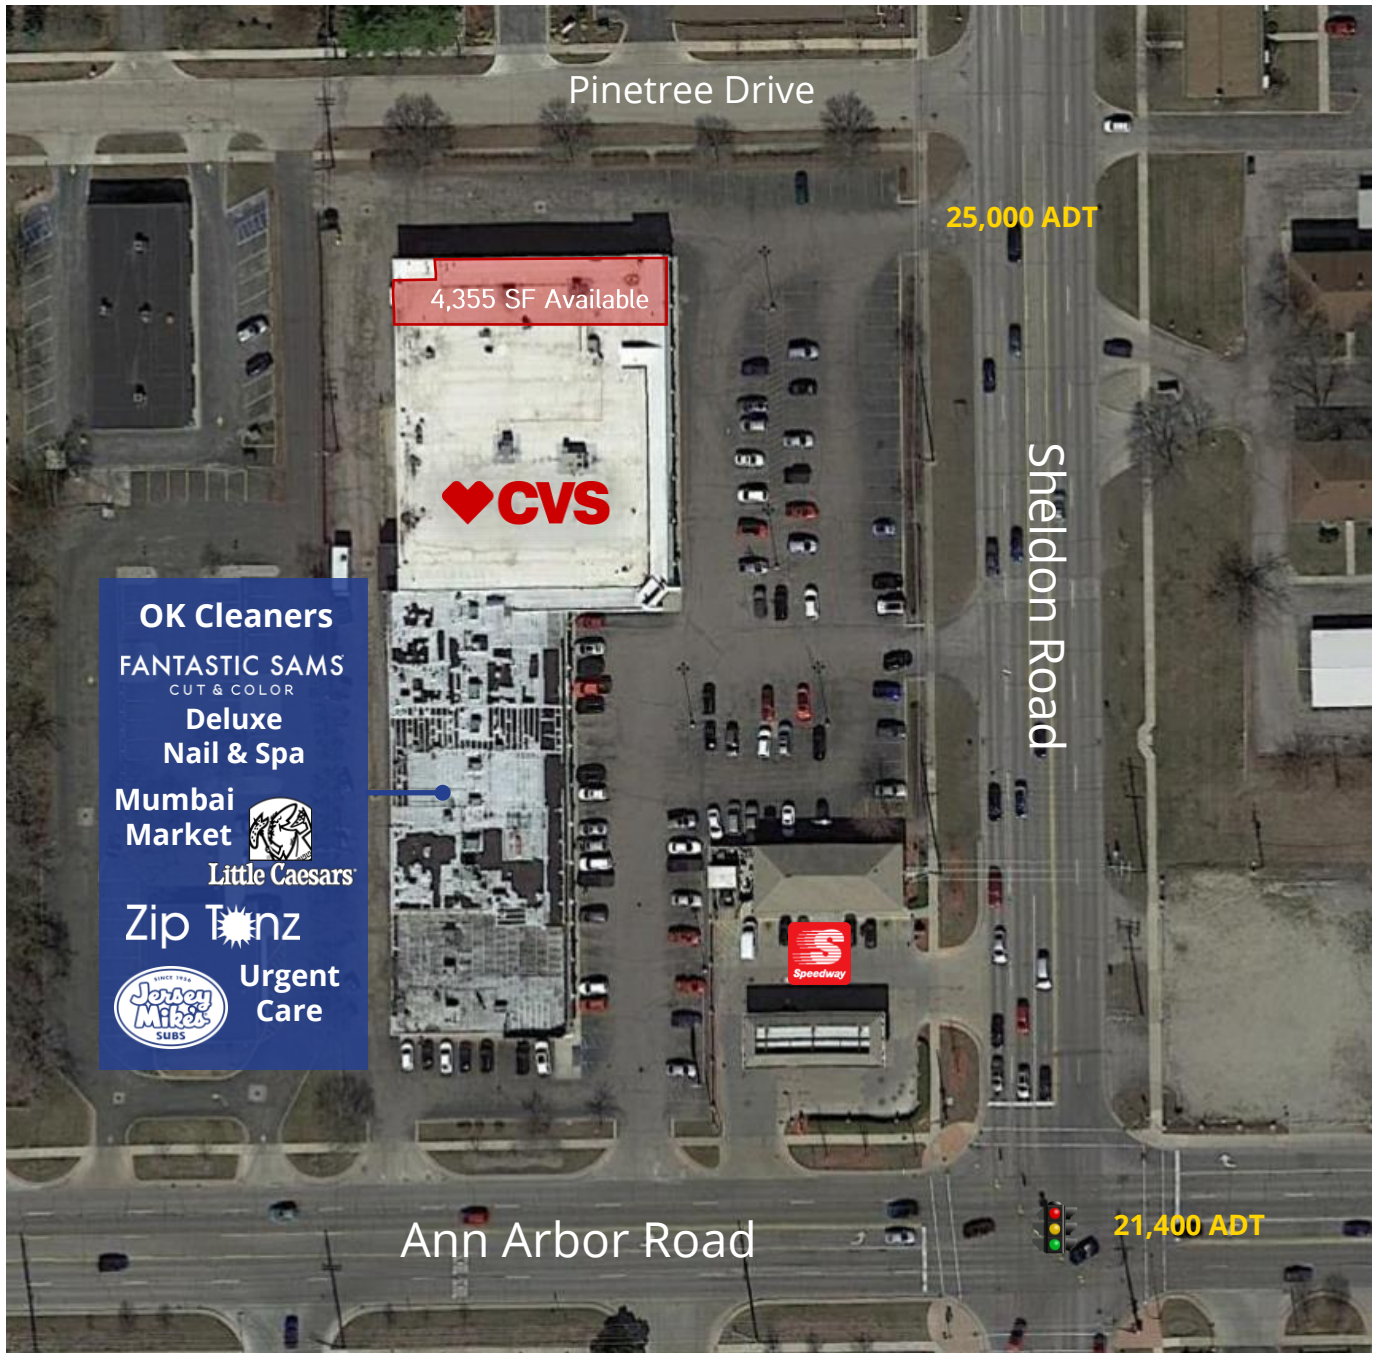 Pinetree Drive
25,000 ADT
4,355 SF Available
CVS
Sheldon Road
OK Cleaners
FANTASTIC SAMS
CUT & COLOR
Deluxe
Nail & Spa
Mumbai
Market
Little Caesars
Zip Tanz
Urgent
Care
SINCE 1956
Jersey
Mike's
SUBS
S
Speedway
Ann Arbor Road
21,400 ADT